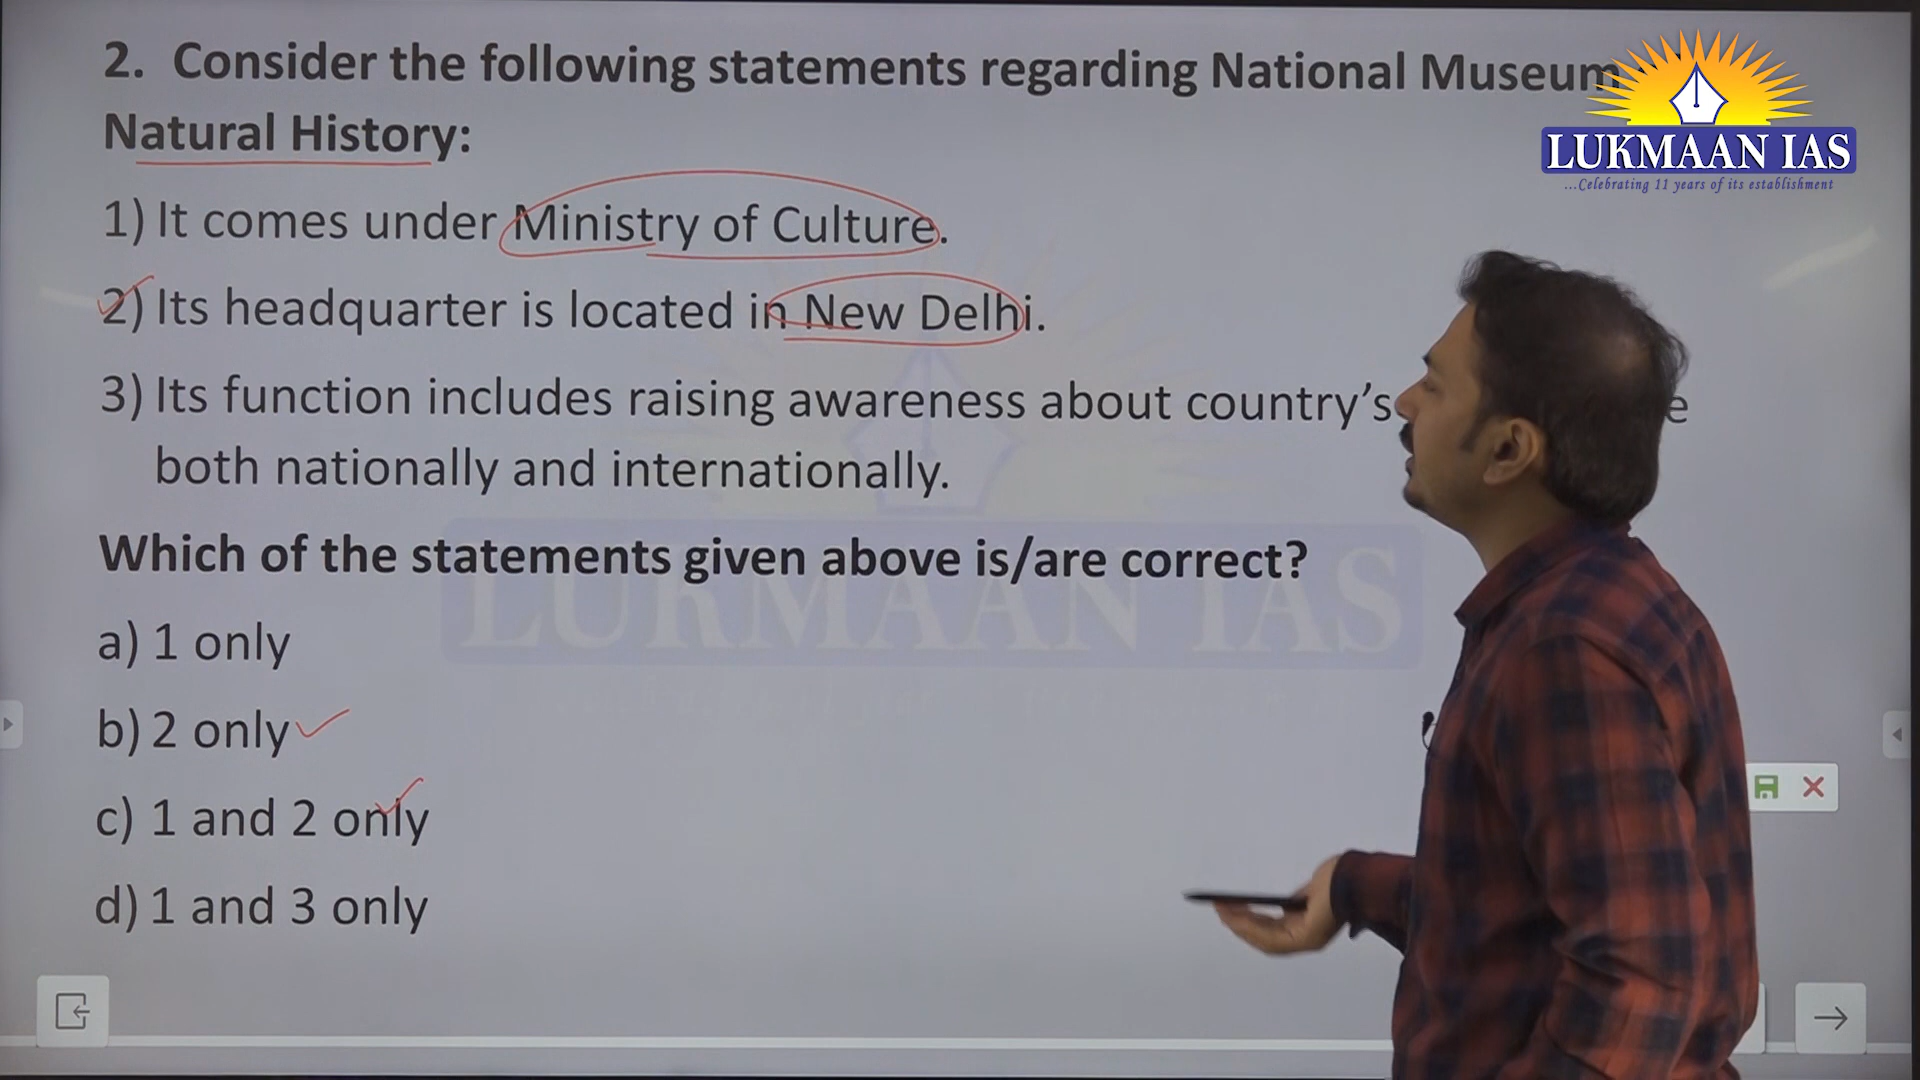 2. Consider the following statements regarding National Museum
Natural History:
1) It comes under Ministry of Culture.
2) Its headquarter is located in New Delhi.
3) Its function includes raising awareness about country's
both nationally and internationally.
Which of the statements given above is/are correct?
a) 1 only
b) 2 only
c) 1 and 2 only
d) 1 and 3 only
LUKMAAN IAS
...Celebrating 11 years of its establishment
LUKMAAN IAS